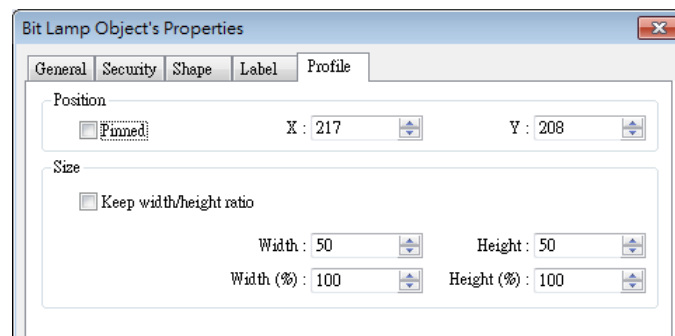 Bit Lamp Object's Properties
General Security Shape Label Profile
Position
Pinned X : 217 Y : 208
Size
Keep width/height ratio
Width : 50 Height : 50
Width (%) : 100 Height (%) : 100